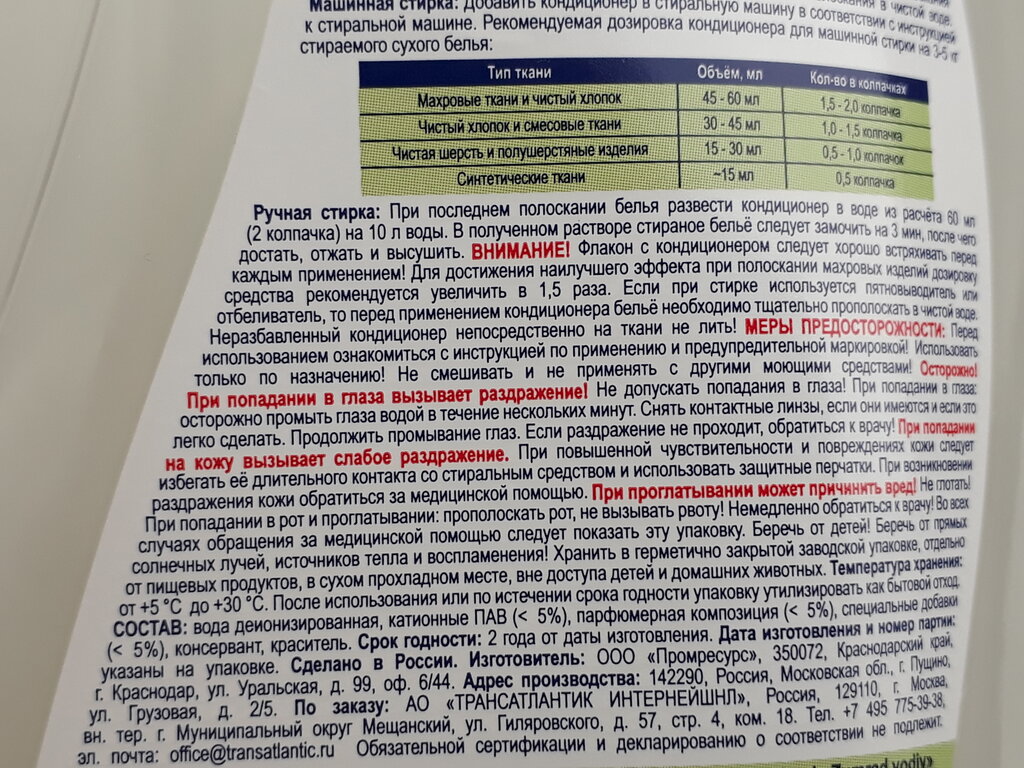 Машинная стирка: Добавить кондиционер в стиральную машину в соответствии с инструкцией
к стиральной машине. Рекомендуемая дозировка кондиционера для машинной стирки на 3-5 кг
стираемого сухого белья:
Тип ткани Объём, мл Кол-во в колпачках
Махровые ткани и чистый хлопок 45 - 60 мл 1,5 - 2,0 колпачка
Чистый хлопок и смесовые ткани 30 - 45 мл 1,0 - 1,5 колпачка
Чистая шерсть и полушерстяные изделия 15 - 30 мл 0,5 - 1,0 колпачок
Синтетические ткани ~15 мл 0,5 колпачка
Ручная стирка: При последнем полоскании белья развести кондиционер в воде из расчёта 60 мл
(2 колпачка) на 10 л воды. В полученном растворе стираное бельё следует замочить на 3 мин, после чего
достать, отжать и высушить. ВНИМАНИЕ! Флакон с кондиционером следует хорошо встряхивать перед
каждым применением! Для достижения наилучшего эффекта при полоскании махровых изделий дозировку
средства рекомендуется увеличить в 1,5 раза. Если при стирке используется пятновыводитель или
отбеливатель, то перед применением кондиционера бельё необходимо тщательно прополоскать в чистой воде.
Неразбавленный кондиционер непосредственно на ткани не лить! МЕРЫ ПРЕДОСТОРОЖНОСТИ: Перед
использованием ознакомиться с инструкцией по применению и предупредительной маркировкой! Использовать
только по назначению! Не смешивать и не применять с другими моющими средствами! Осторожно!
При попадании в глаза вызывает раздражение! Не допускать попадания в глаза! При попадании в глаза:
осторожно промыть глаза водой в течение нескольких минут. Снять контактные линзы, если они имеются и если это
легко сделать. Продолжить промывание глаз. Если раздражение не проходит, обратиться к врачу! При попадании
на кожу вызывает слабое раздражение. При повышенной чувствительности и повреждениях кожи следует
избегать её длительного контакта со стиральным средством и использовать защитные перчатки. При возникновении
раздражения кожи обратиться за медицинской помощью. При проглатывании может причинить вред! Не глотать!
При попадании в рот и проглатывании: прополоскать рот, не вызывать рвоту! Немедленно обратиться к врачу! Во всех
случаях обращения за медицинской помощью следует показать эту упаковку. Беречь от детей! Беречь от прямых
солнечных лучей, источников тепла и воспламенения! Хранить в герметично закрытой заводской упаковке, отдельно
от пищевых продуктов, в сухом прохладном месте, вне доступа детей и домашних животных. Температура хранения:
от +5 °C до +30 °C. После использования или по истечении срока годности упаковку утилизировать как бытовой отход.
СОСТАВ: вода деионизированная, катионные ПАВ (< 5%), парфюмерная композиция (< 5%), специальные добавки
(< 5%), консервант, краситель. Срок годности: 2 года от даты изготовления. Дата изготовления и номер партии:
указаны на упаковке. Сделано в России. Изготовитель: ООО «Промресурс», 350072, Краснодарский край,
г. Краснодар, ул. Уральская, д. 99, оф. 6/44. Адрес производства: 142290, Россия, Московская обл., г. Пущино,
ул. Грузовая, д. 2/5. По заказу: АО «ТРАНСАТЛАНТИК ИНТЕРНЕЙШНЛ», Россия, 129110, г. Москва,
вн. тер. г. Муниципальный округ Мещанский, ул. Гиляровского, д. 57, стр. 4, ком. 18. Тел. +7 495 775-39-38,
эл. почта: office@transatlantic.ru Обязательной сертификации и декларированию о соответствии не подлежит.